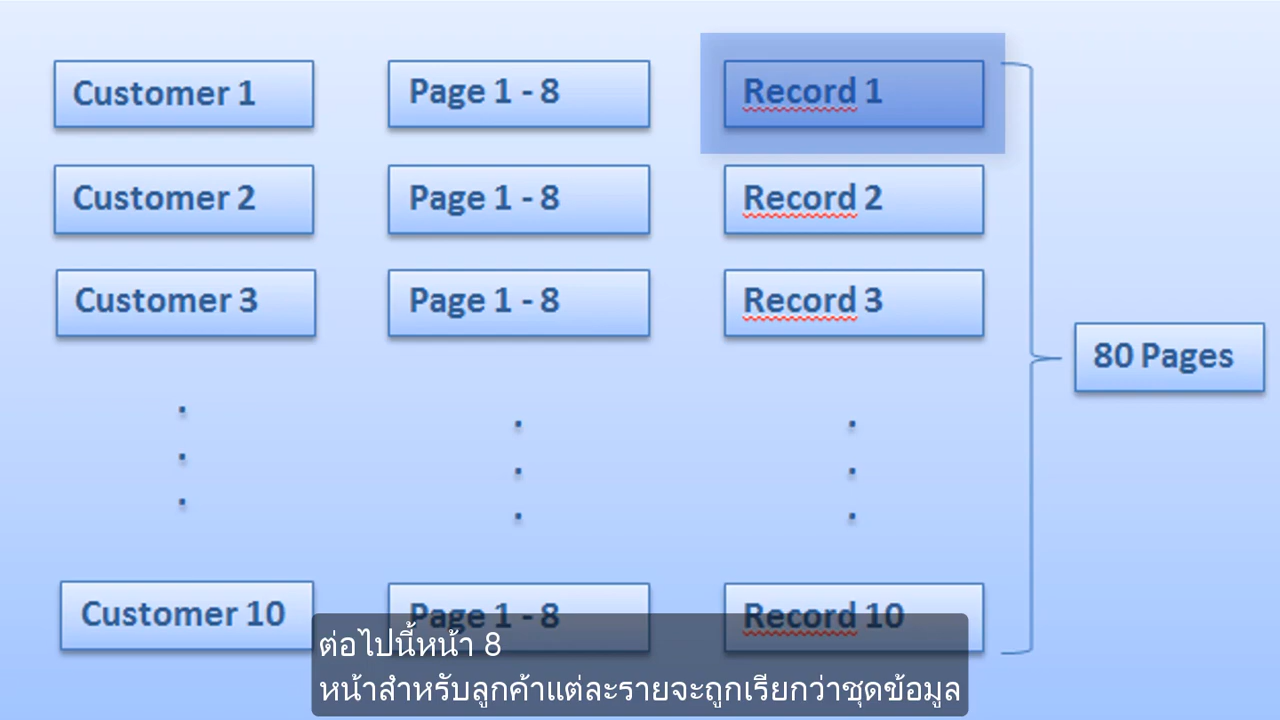 Customer 1
Page 1 - 8
Record 1
Customer 2
Page 1 - 8
Record 2
Customer 3
Page 1 - 8
Record 3
80 Pages
Customer 10
Page 1 - 8
Record 10
ต่อไปนี้หน้า 8
หน้าสำหรับลูกค้าแต่ละรายจะถูกเรียกว่าชุดข้อมูล